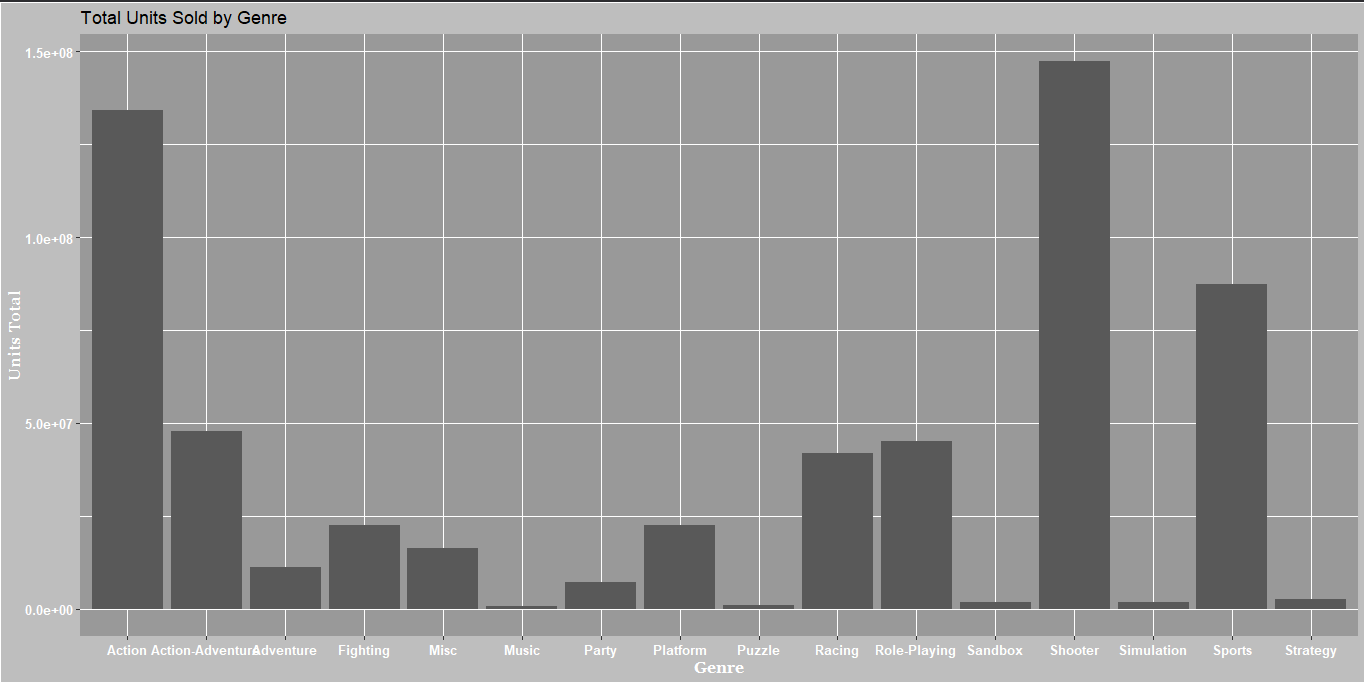 Total Units Sold by Genre
1.5e+08
1.0e+08
5.0e+07
0.0e+00
Units Total
Action Action-Adventure Adventure Fighting Misc Music Party Platform Puzzle Racing Role-Playing Sandbox Shooter Simulation Sports Strategy
Genre